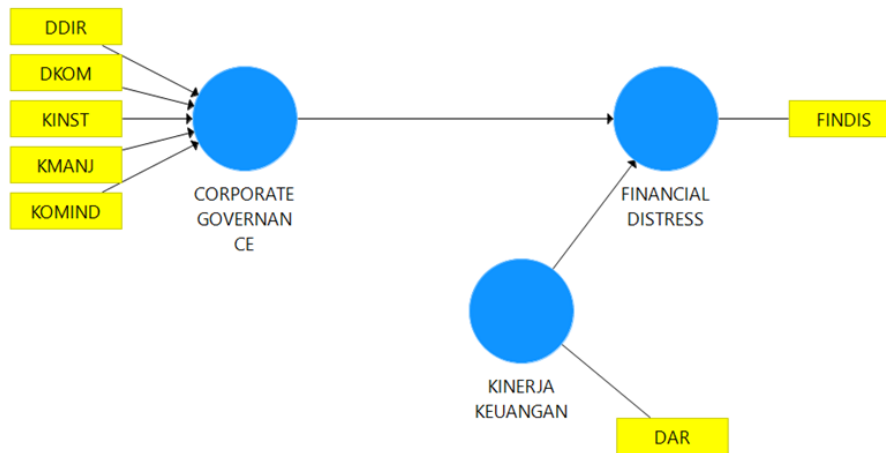 DDIR
DKOM
KINST
KMANJ
KOMIND
CORPORATE
GOVERNAN
CE
FINANCIAL
DISTRESS
FINDIS
KINERJA
KEUANGAN
DAR